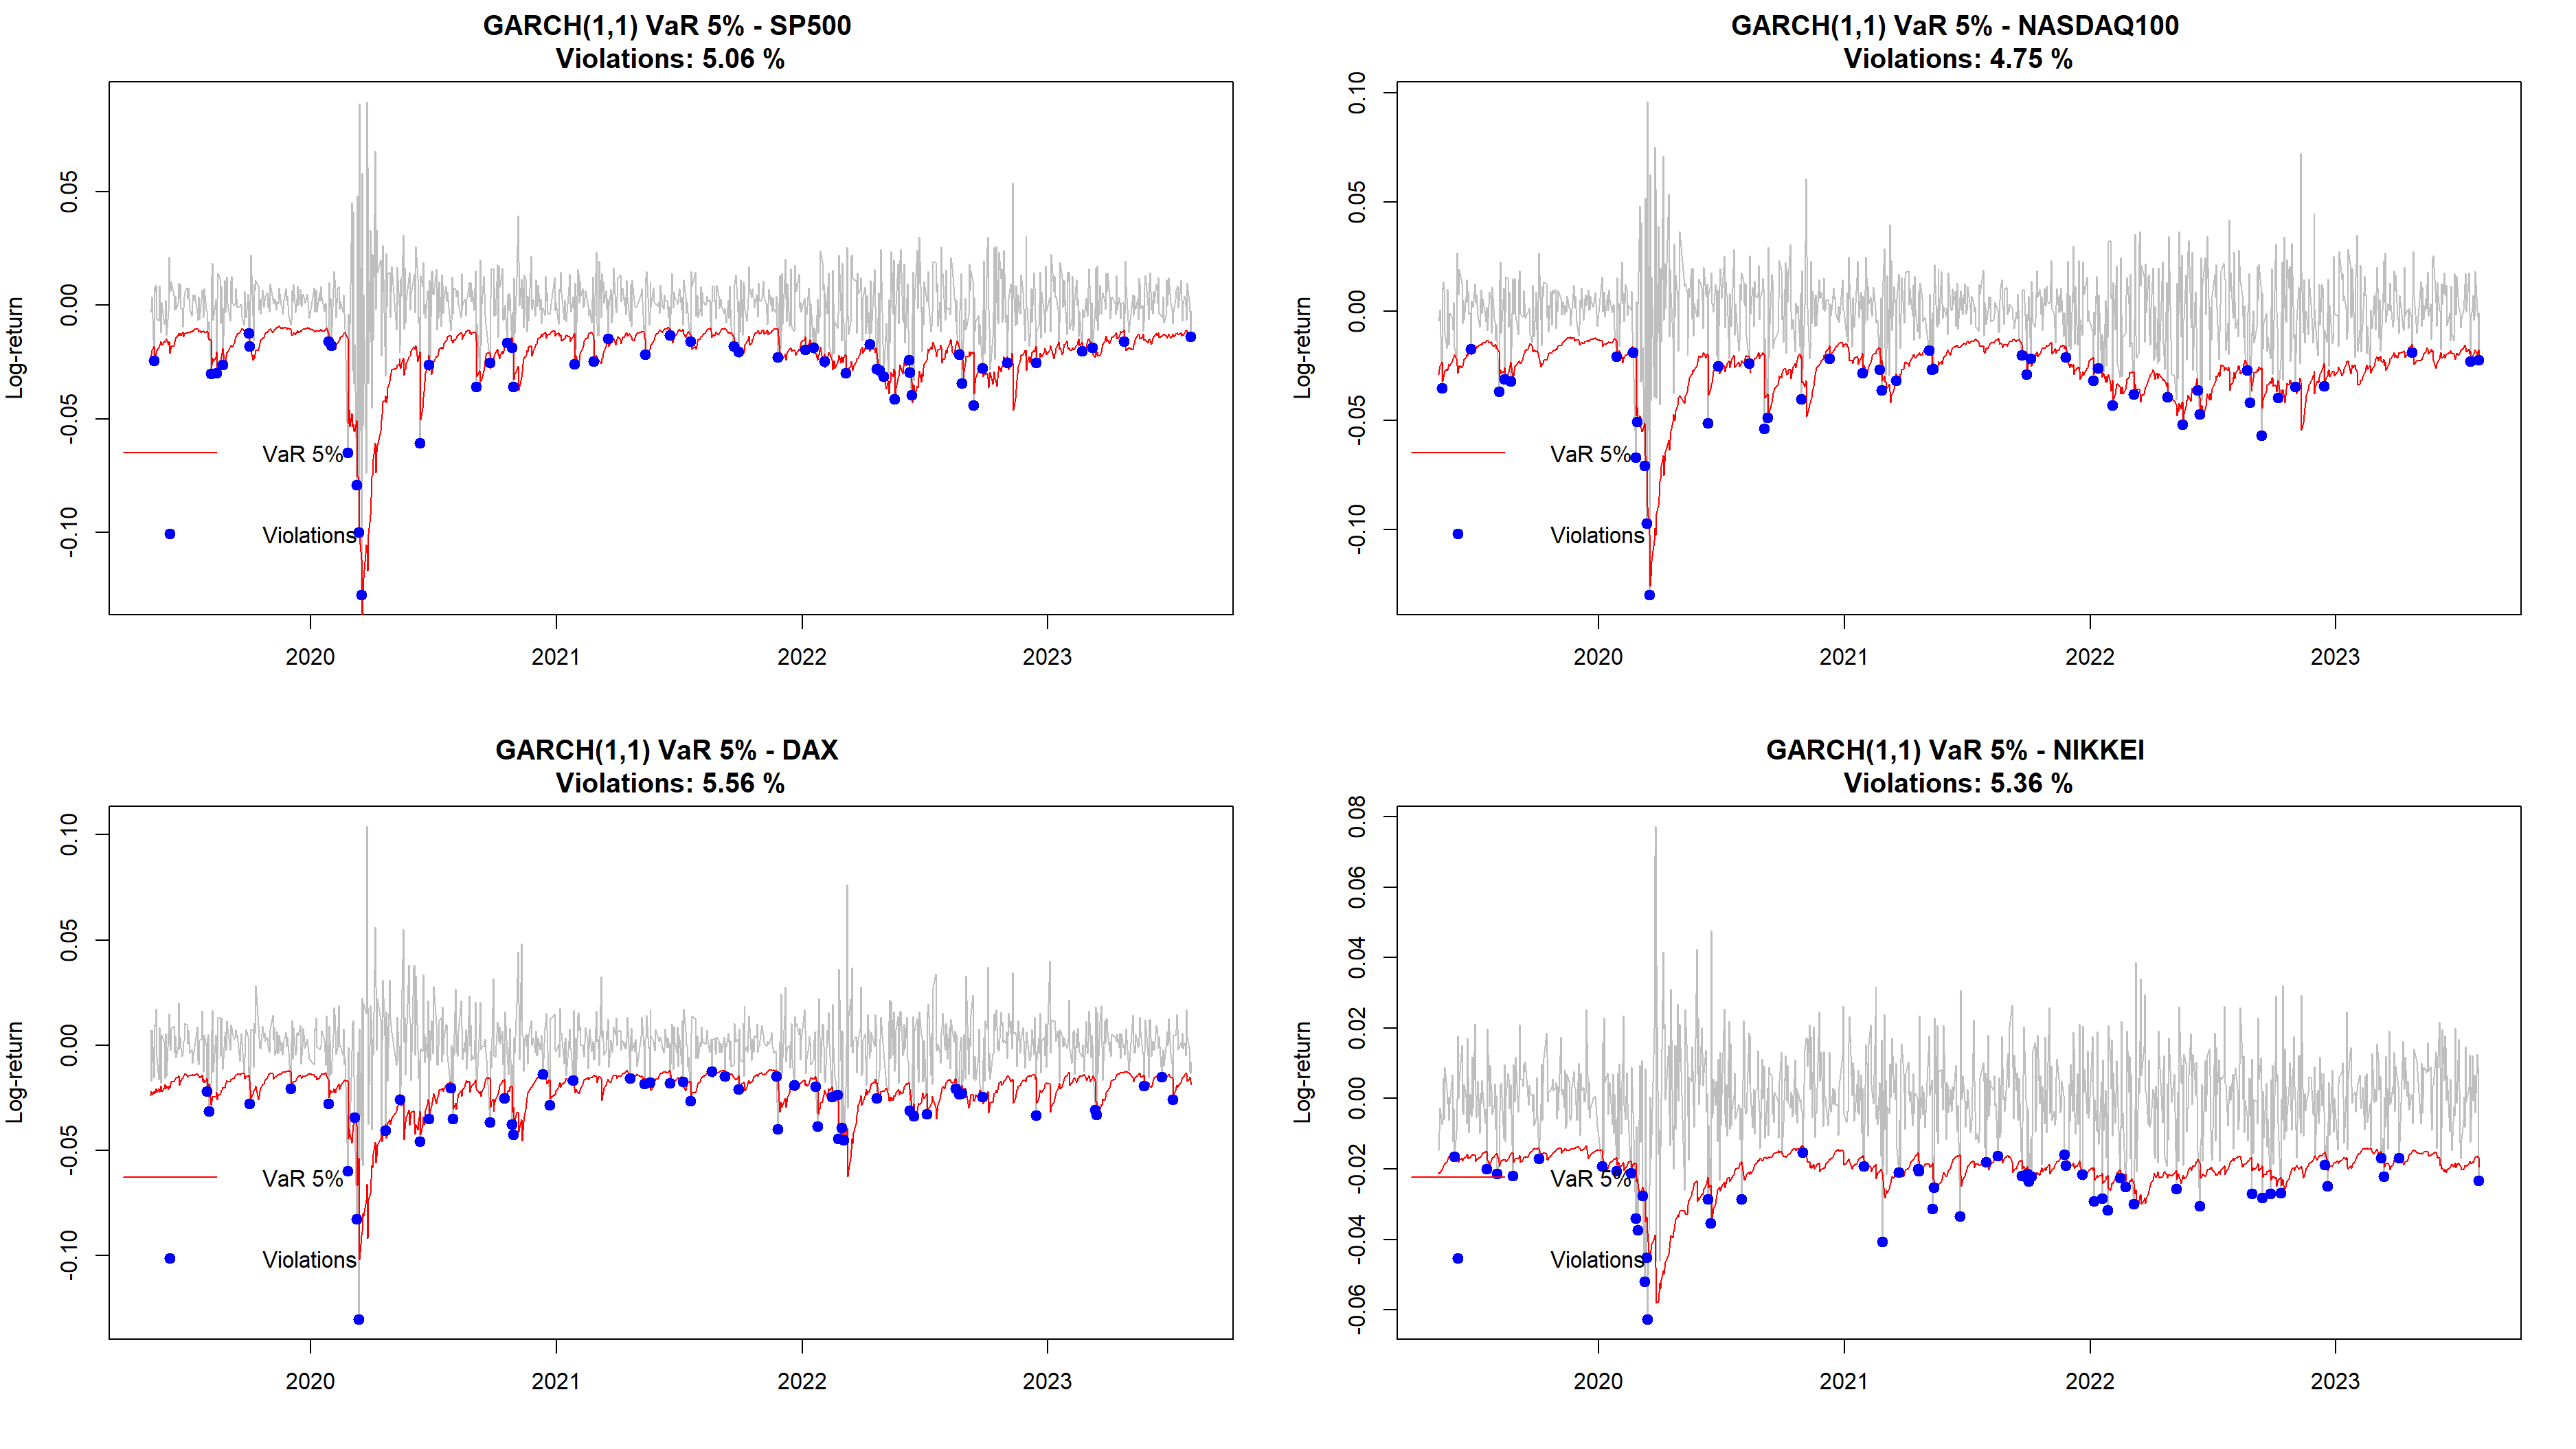 GARCH(1,1) VaR 5% - SP500
Violations: 5.06 %
Log-return
0.05
0.00
-0.05
-0.10
VaR 5%
Violations
2020
2021
2022
2023
GARCH(1,1) VaR 5% - NASDAQ100
Violations: 4.75 %
Log-return
0.10
0.05
0.00
-0.05
-0.10
VaR 5%
Violations
2020
2021
2022
2023
GARCH(1,1) VaR 5% - DAX
Violations: 5.56 %
Log-return
0.10
0.05
0.00
-0.05
-0.10
VaR 5%
Violations
2020
2021
2022
2023
GARCH(1,1) VaR 5% - NIKKEI
Violations: 5.36 %
Log-return
0.08
0.06
0.04
0.02
0.00
-0.02
-0.04
-0.06
VaR 5%
Violations
2020
2021
2022
2023